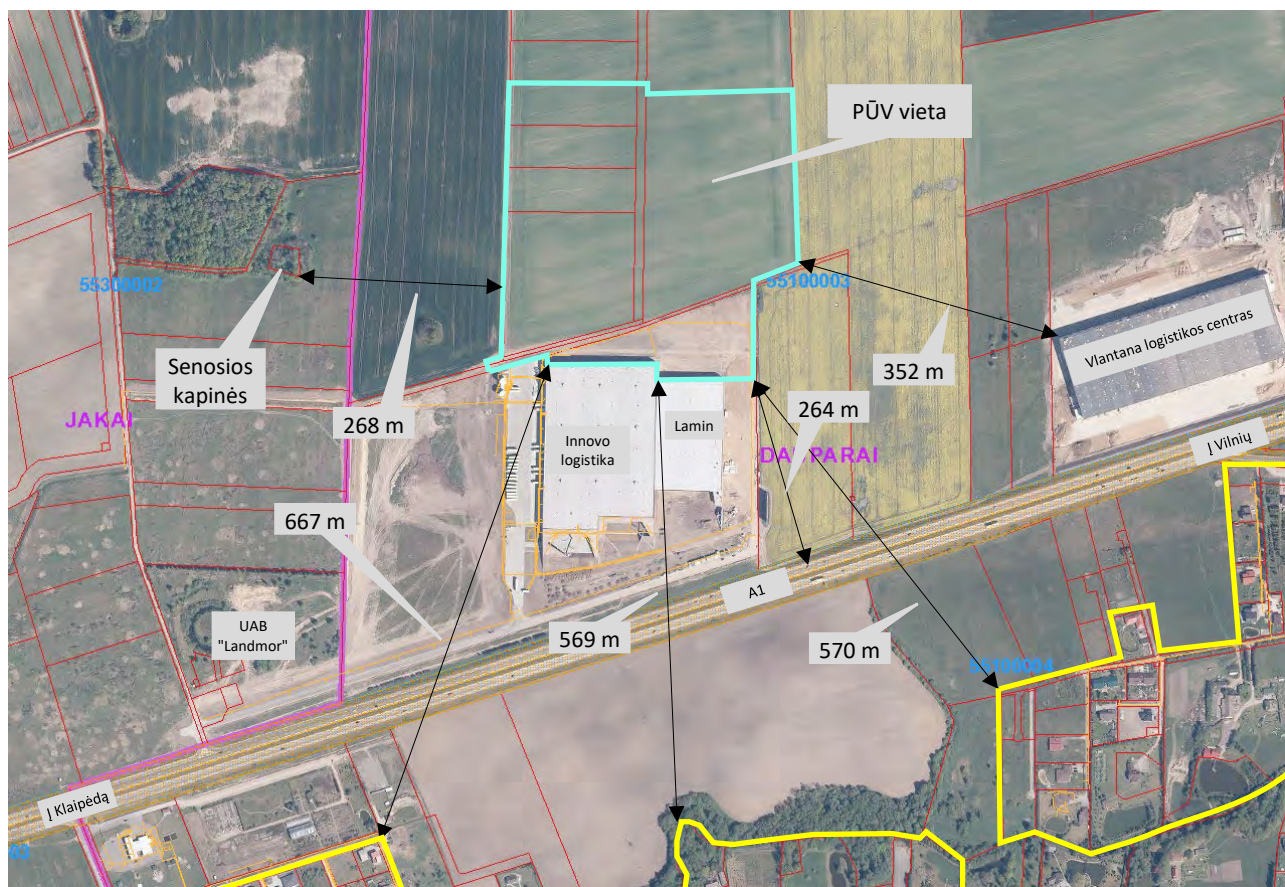 PŪV vieta
55300002
55100003
Senosios
kapinės
Vlantana logistikos centras
352 m
JAKAI
268 m
264 m
Innovo
logistika
Lamin
Į Vilnių
667 m
A1
UAB
"Landmor"
569 m
570 m
55100004
Į Klaipėdą